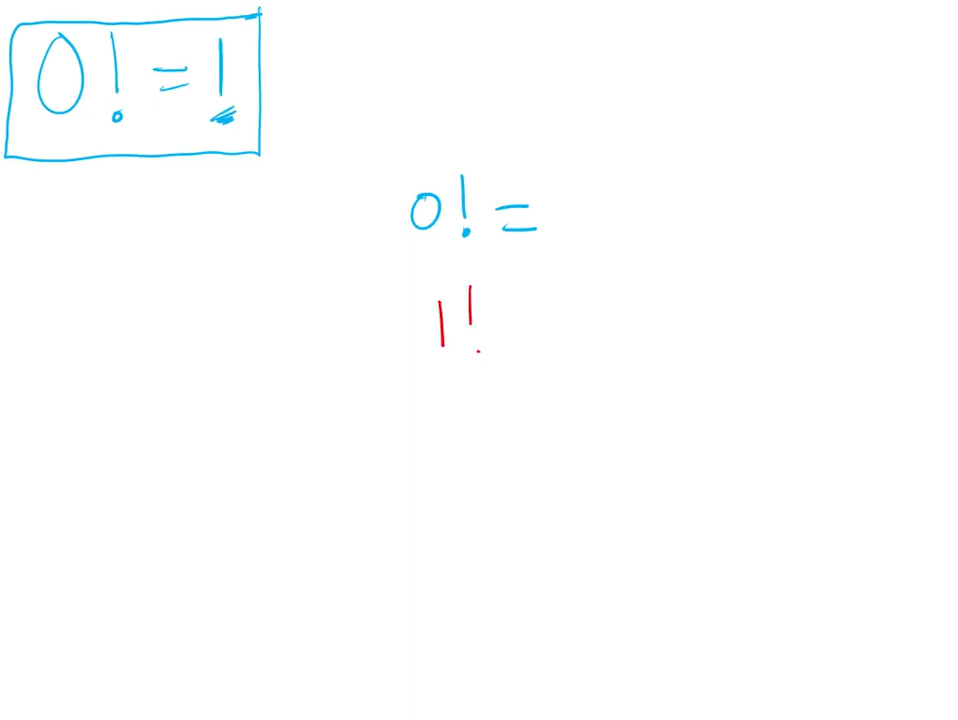 0! = 1
0! =
1!